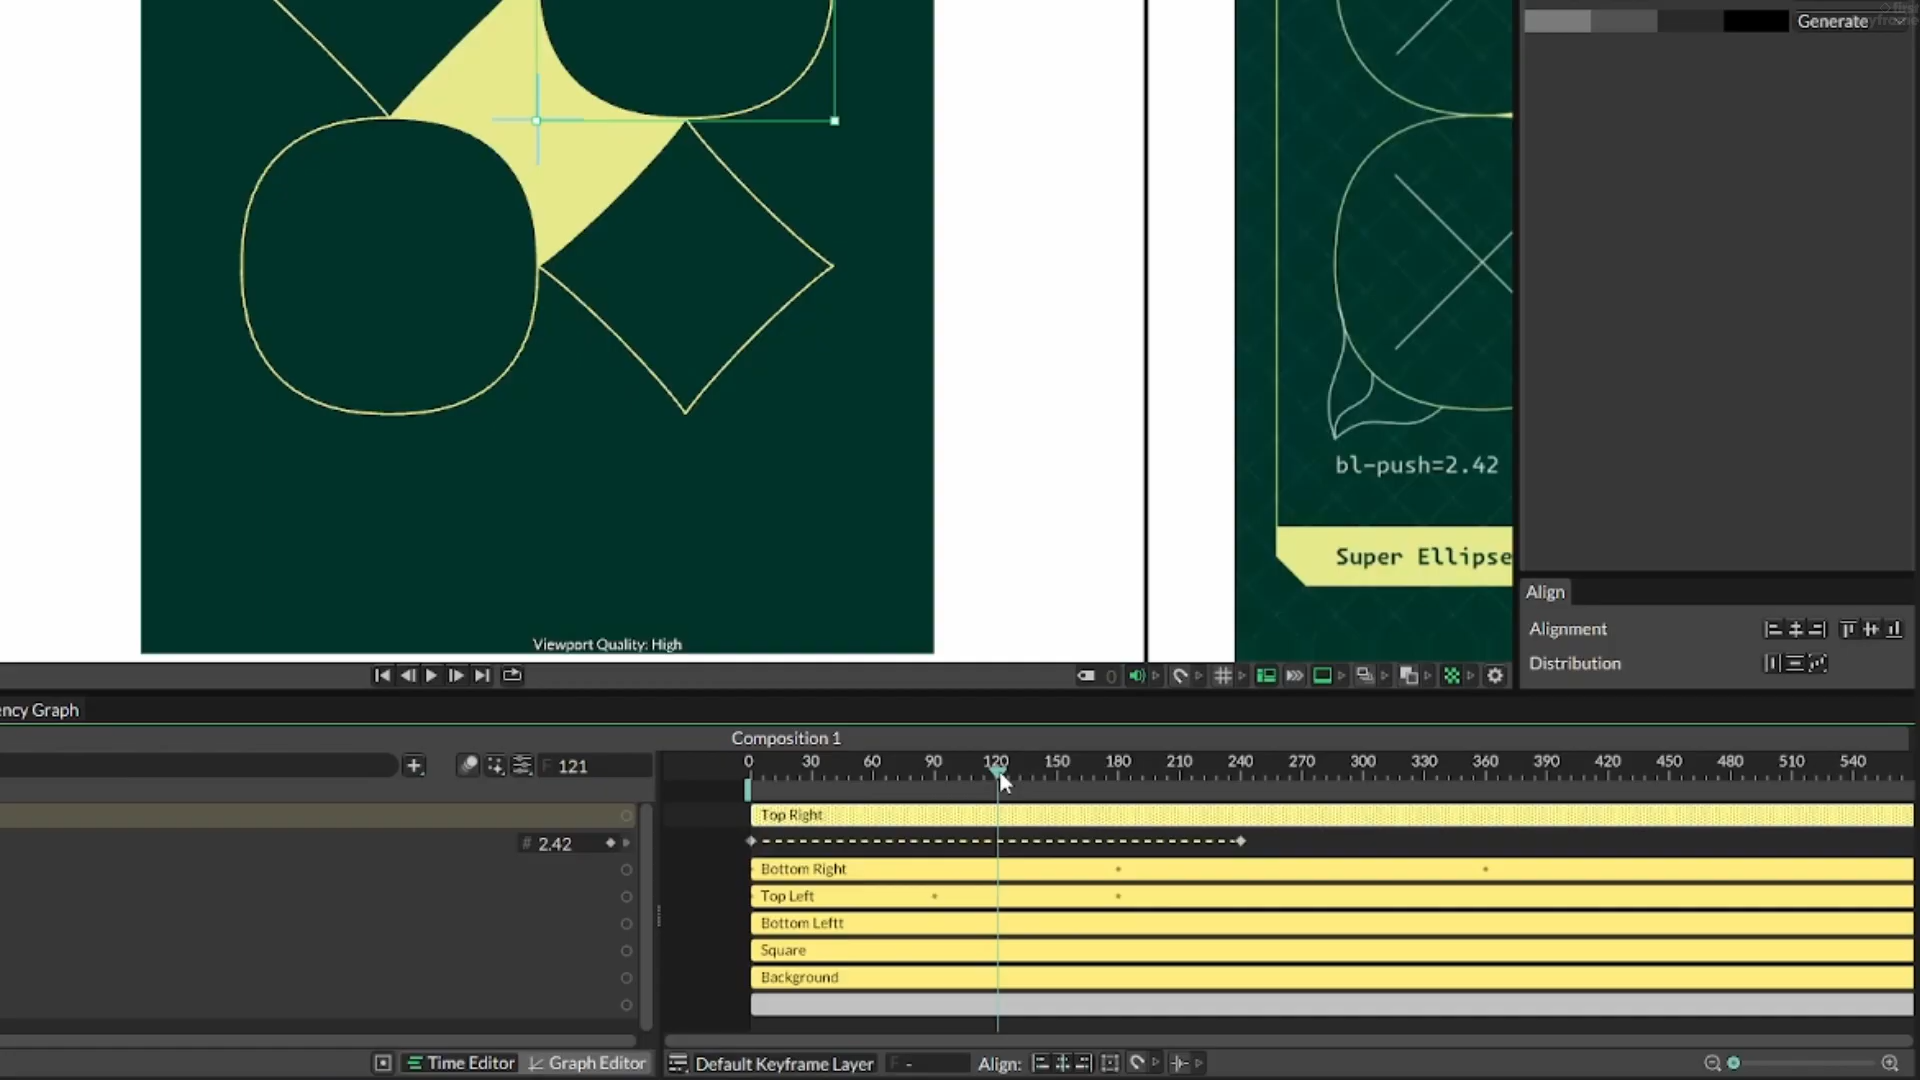 Generate
bl-push=2.42
Super Ellipse
Align
Alignment
Distribution
Viewport Quality: High
0
ency Graph
Composition 1
F 121
0 30 60 90 120 150 180 210 240 270 300 330 360 390 420 450 480 510 540
Top Right
# 2.42
Bottom Right
Top Left
Bottom Leftt
Square
Background
Time Editor
Graph Editor
Default Keyframe Layer
F -
Align: